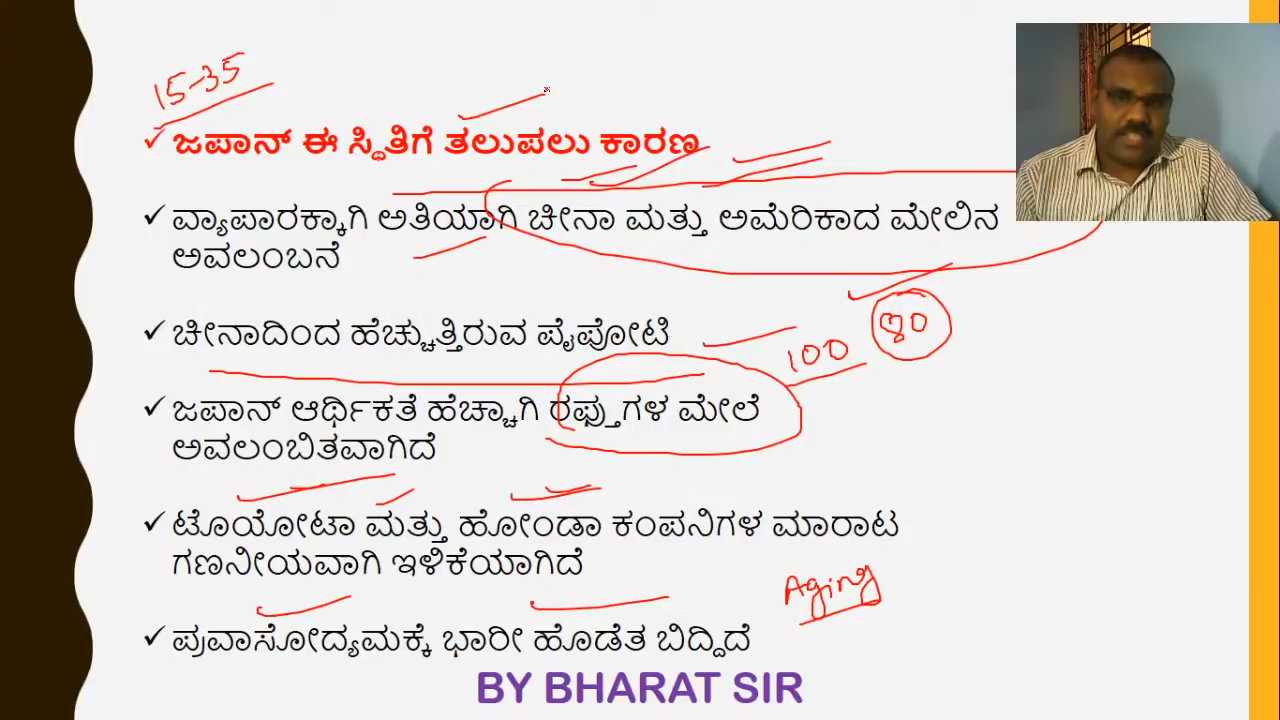 15-35
ಜಪಾನ್ ಈ ಸ್ಥಿತಿಗೆ ತಲುಪಲು ಕಾರಣ
ವ್ಯಾಪಾರಕ್ಕಾಗಿ ಅತಿಯಾಗಿ ಚೀನಾ ಮತ್ತು ಅಮೆರಿಕಾದ ಮೇಲಿನ
ಅವಲಂಬನೆ
ಚೀನಾದಿಂದ ಹೆಚ್ಚುತ್ತಿರುವ ಪೈಪೋಟಿ
100
ಜಪಾನ್ ಆರ್ಥಿಕತೆ ಹೆಚ್ಚಾಗಿ ರಫ್ತುಗಳ ಮೇಲೆ
ಅವಲಂಬಿತವಾಗಿದೆ
ಟೊಯೋಟಾ ಮತ್ತು ಹೋಂಡಾ ಕಂಪನಿಗಳ ಮಾರಾಟ
ಗಣನೀಯವಾಗಿ ಇಳಿಕೆಯಾಗಿದೆ
Aging
ಪ್ರವಾಸೋದ್ಯಮಕ್ಕೆ ಭಾರೀ ಹೊಡೆತ ಬಿದ್ದಿದೆ
BY BHARAT SIR